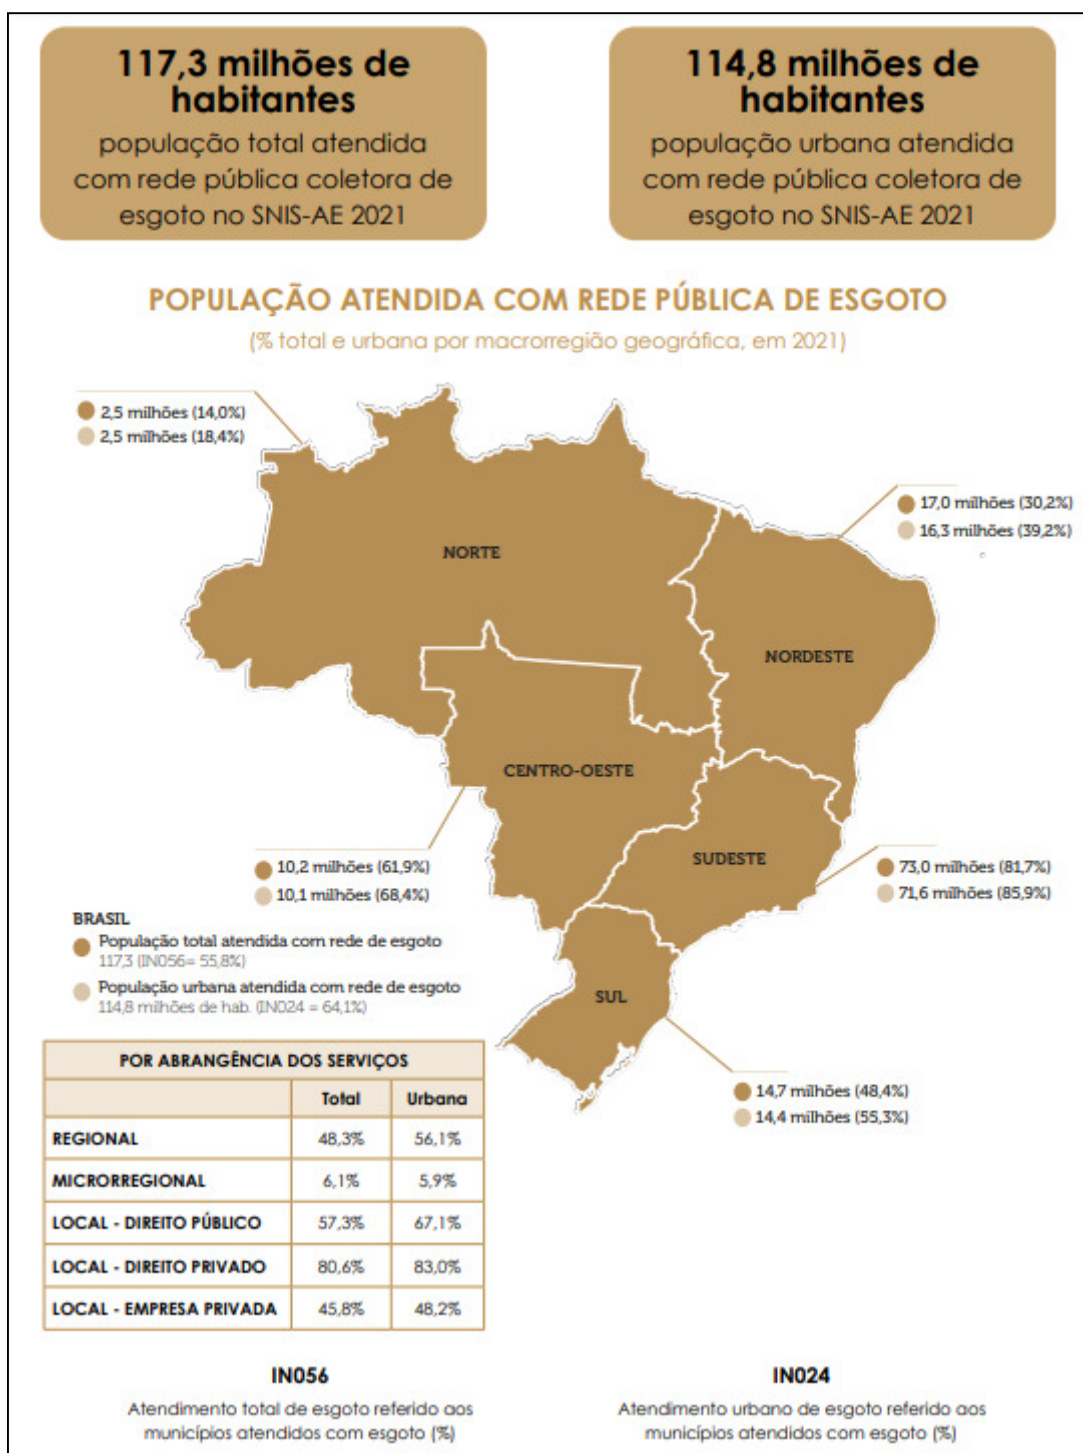 117,3 milhões de
habitantes
população total atendida
com rede pública coletora de
esgoto no SNIS-AE 2021
114,8 milhões de
habitantes
população urbana atendida
com rede pública coletora de
esgoto no SNIS-AE 2021
POPULAÇÃO ATENDIDA COM REDE PÚBLICA DE ESGOTO
(% total e urbana por macrorregião geográfica, em 2021)
2,5 milhões (14,0%)
2,5 milhões (18,4%)
17,0 milhões (30,2%)
16,3 milhões (39,2%)
NORTE
NORDESTE
CENTRO-OESTE
SUDESTE
10,2 milhões (61,9%)
10,1 milhões (68,4%)
73,0 milhões (81,7%)
71,6 milhões (85,9%)
BRASIL
População total atendida com rede de esgoto
117,3 (IN056= 55,8%)
População urbana atendida com rede de esgoto
114,8 milhões de hab. (IN024 = 64,1%)
SUL
14,7 milhões (48,4%)
14,4 milhões (55,3%)
POR ABRANGÊNCIA DOS SERVIÇOS
Total Urbana
REGIONAL 48,3% 56,1%
MICRORREGIONAL 6,1% 5,9%
LOCAL - DIREITO PÚBLICO 57,3% 67,1%
LOCAL - DIREITO PRIVADO 80,6% 83,0%
LOCAL - EMPRESA PRIVADA 45,8% 48,2%
IN056
Atendimento total de esgoto referido aos
municípios atendidos com esgoto (%)
IN024
Atendimento urbano de esgoto referido aos
municípios atendidos com esgoto (%)